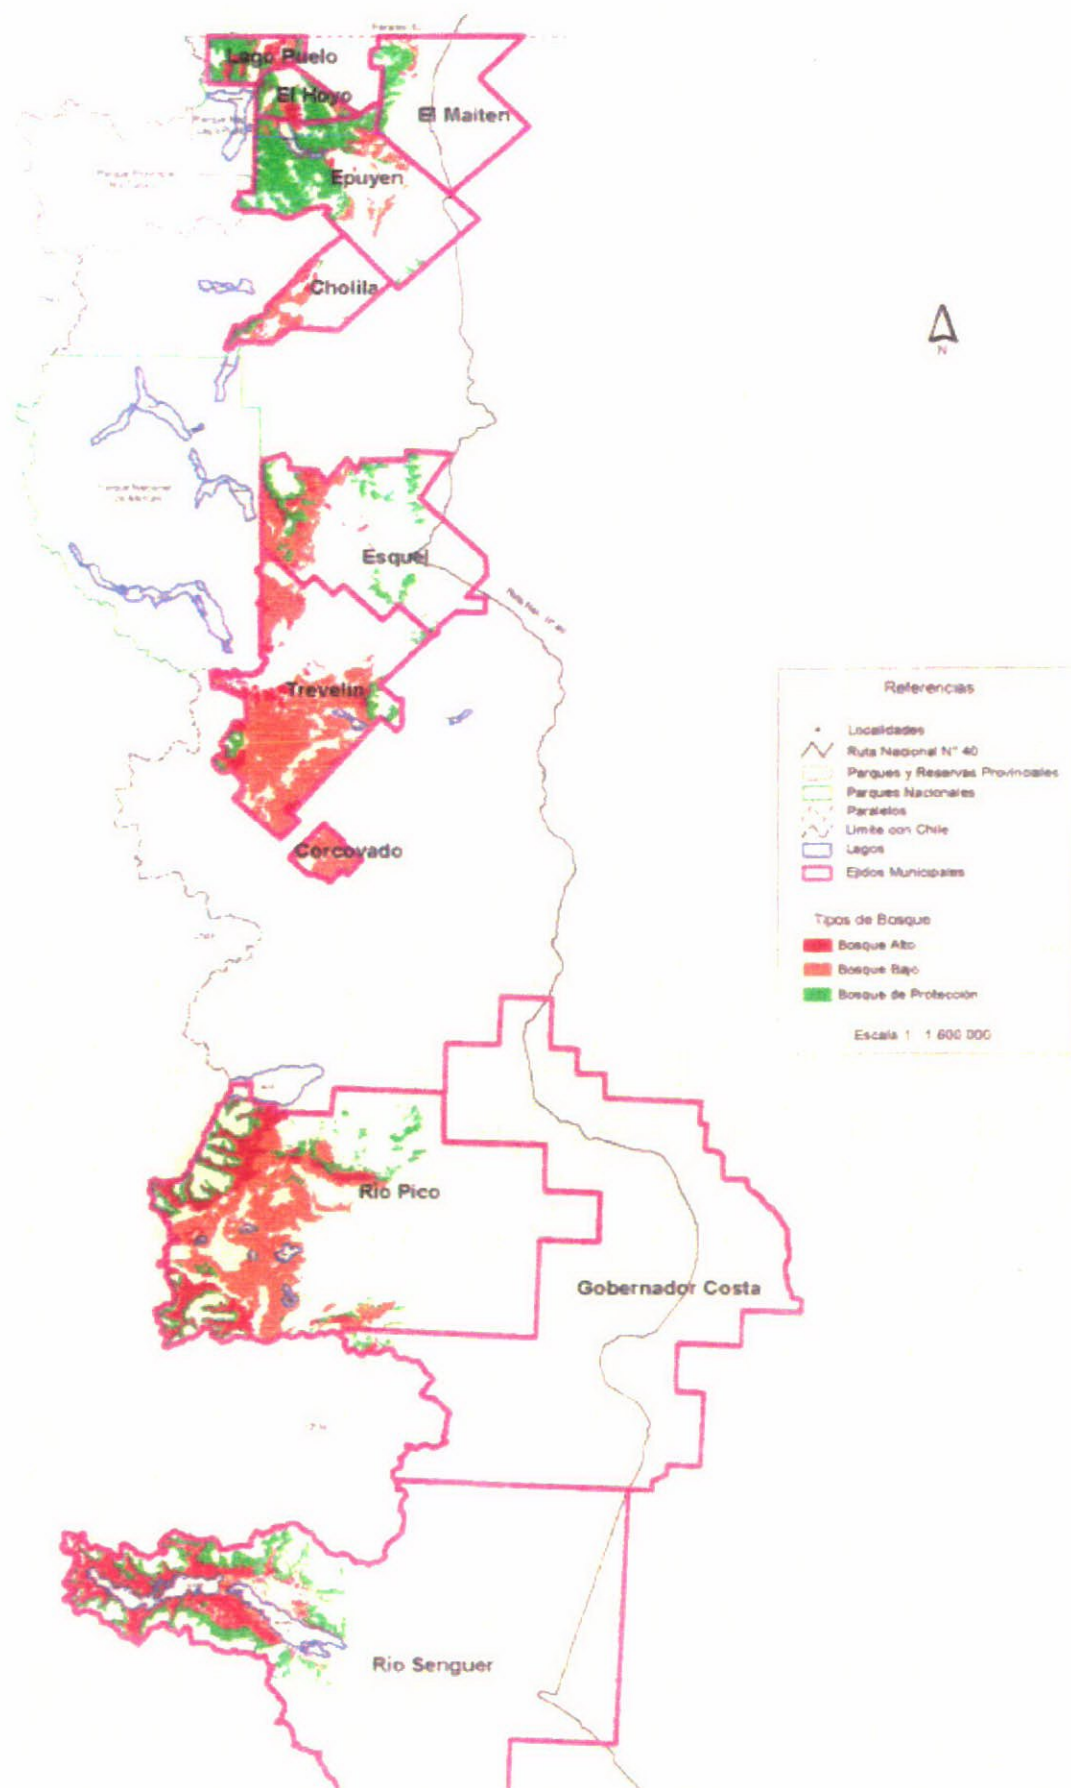 Lago Puelo
El Hoyo
El Maiten
Epuyen
Cholila
N
Parque Nacional
Esquel
Trevelin
Corcovado
Referencias
Localidades
Ruta Nacional N° 40
Parques y Reservas Provinciales
Parques Nacionales
Paralelos
Limite con Chile
Lagos
Ejidos Municipales
Tipos de Bosque
Bosque Alto
Bosque Bajo
Bosque de Protección
Escala 1 : 1 600 000
Rio Pico
Gobernador Costa
Rio Senguer